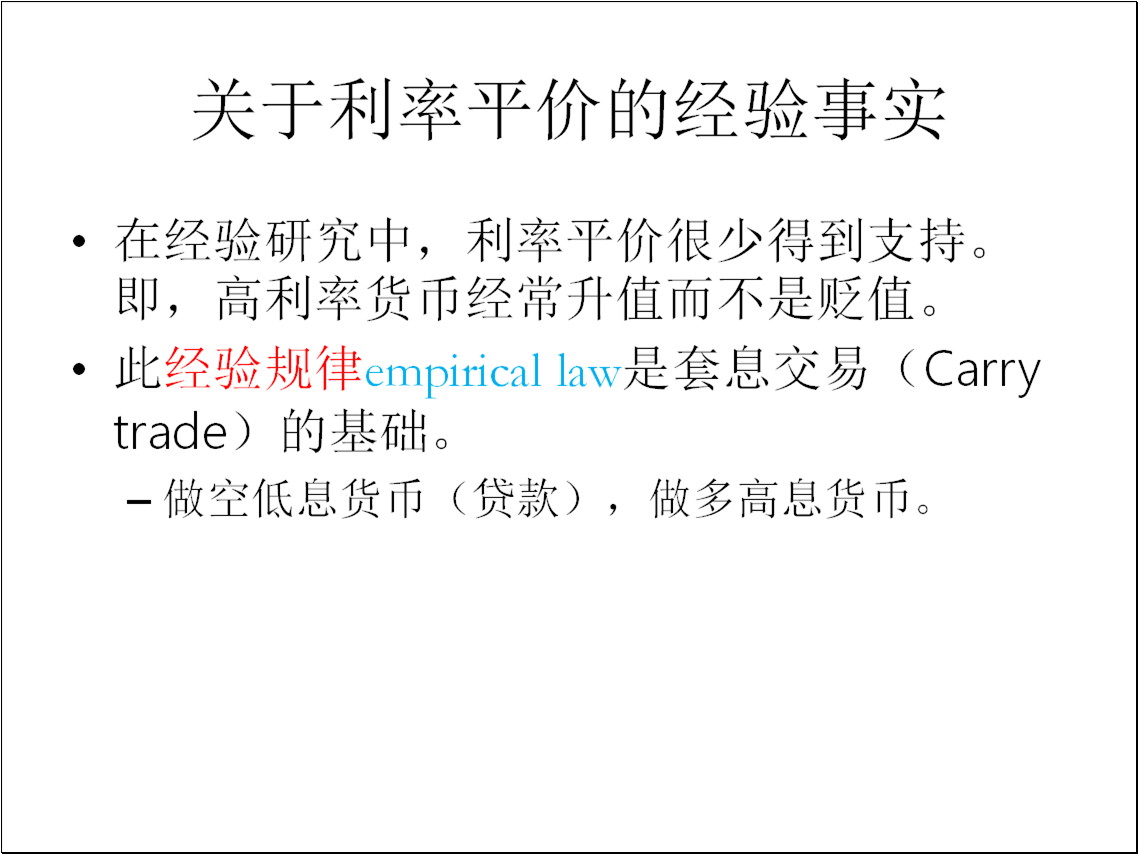 关于利率平价的经验事实
• 在经验研究中，利率平价很少得到支持。
即，高利率货币经常升值而不是贬值。
• 此经验规律empirical law是套息交易（Carry
trade）的基础。
– 做空低息货币（贷款），做多高息货币。